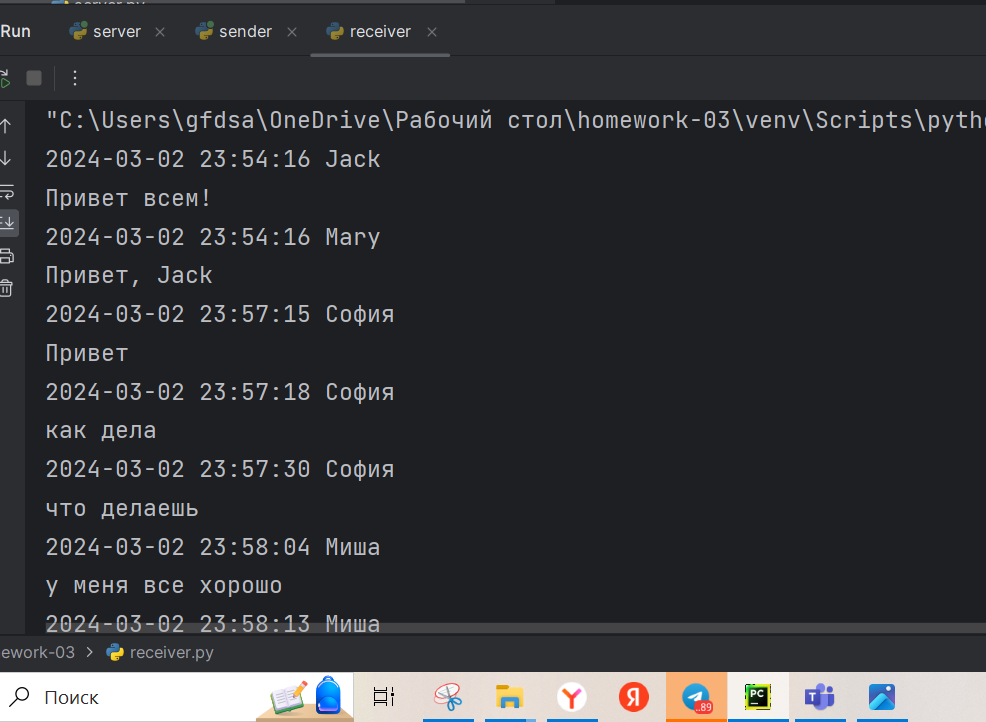 Run
server
sender
receiver
"C:\Users\gfdsa\OneDrive\Рабочий стол\homework-03\venv\Scripts\pytho
2024-03-02 23:54:16 Jack
Привет всем!
2024-03-02 23:54:16 Mary
Привет, Jack
2024-03-02 23:57:15 София
Привет
2024-03-02 23:57:18 София
как дела
2024-03-02 23:57:30 София
что делаешь
2024-03-02 23:58:04 Миша
у меня все хорошо
2024-03-02 23:58:13 Миша
ework-03 > receiver.py
Поиск
Y
Я
..89
PC
T